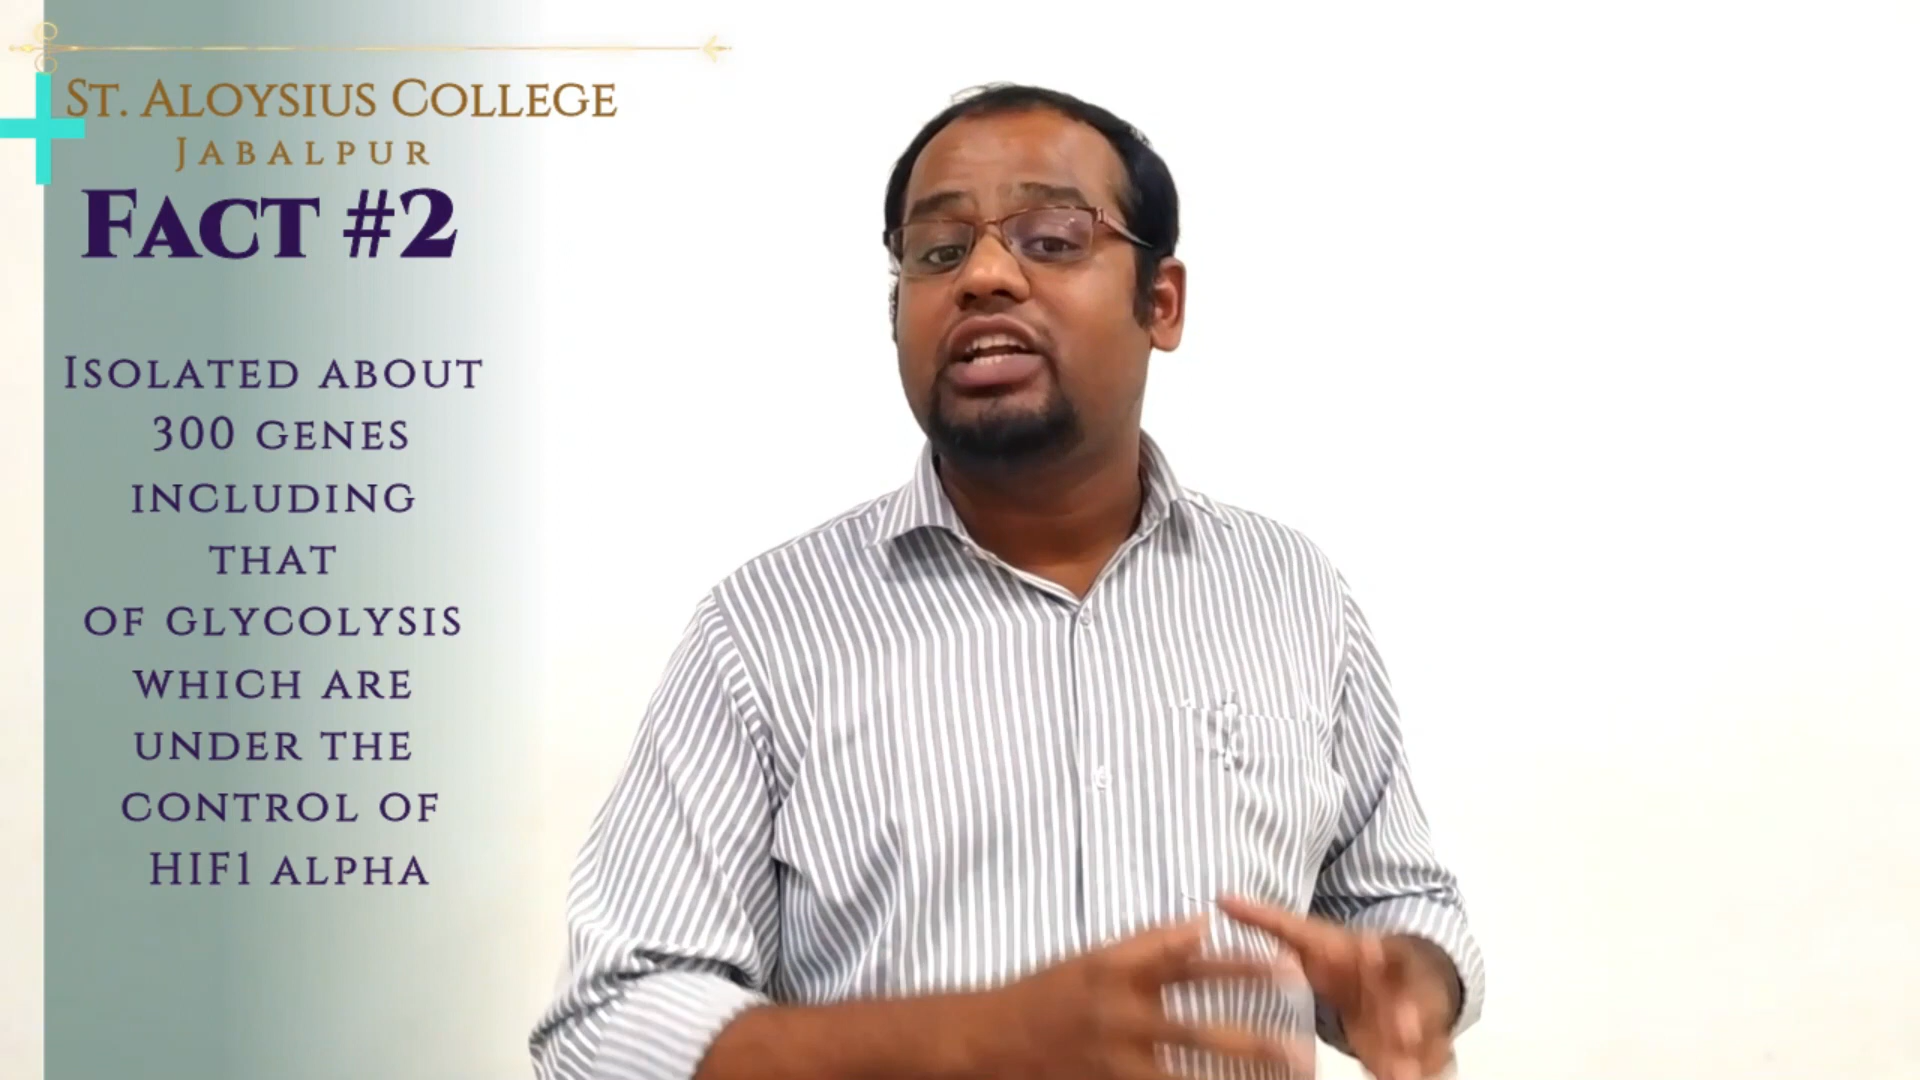 St. Aloysius College
Jabalpur
Fact #2
Isolated about
300 genes
including
that
of glycolysis
which are
under the
control of
HIF1 alpha